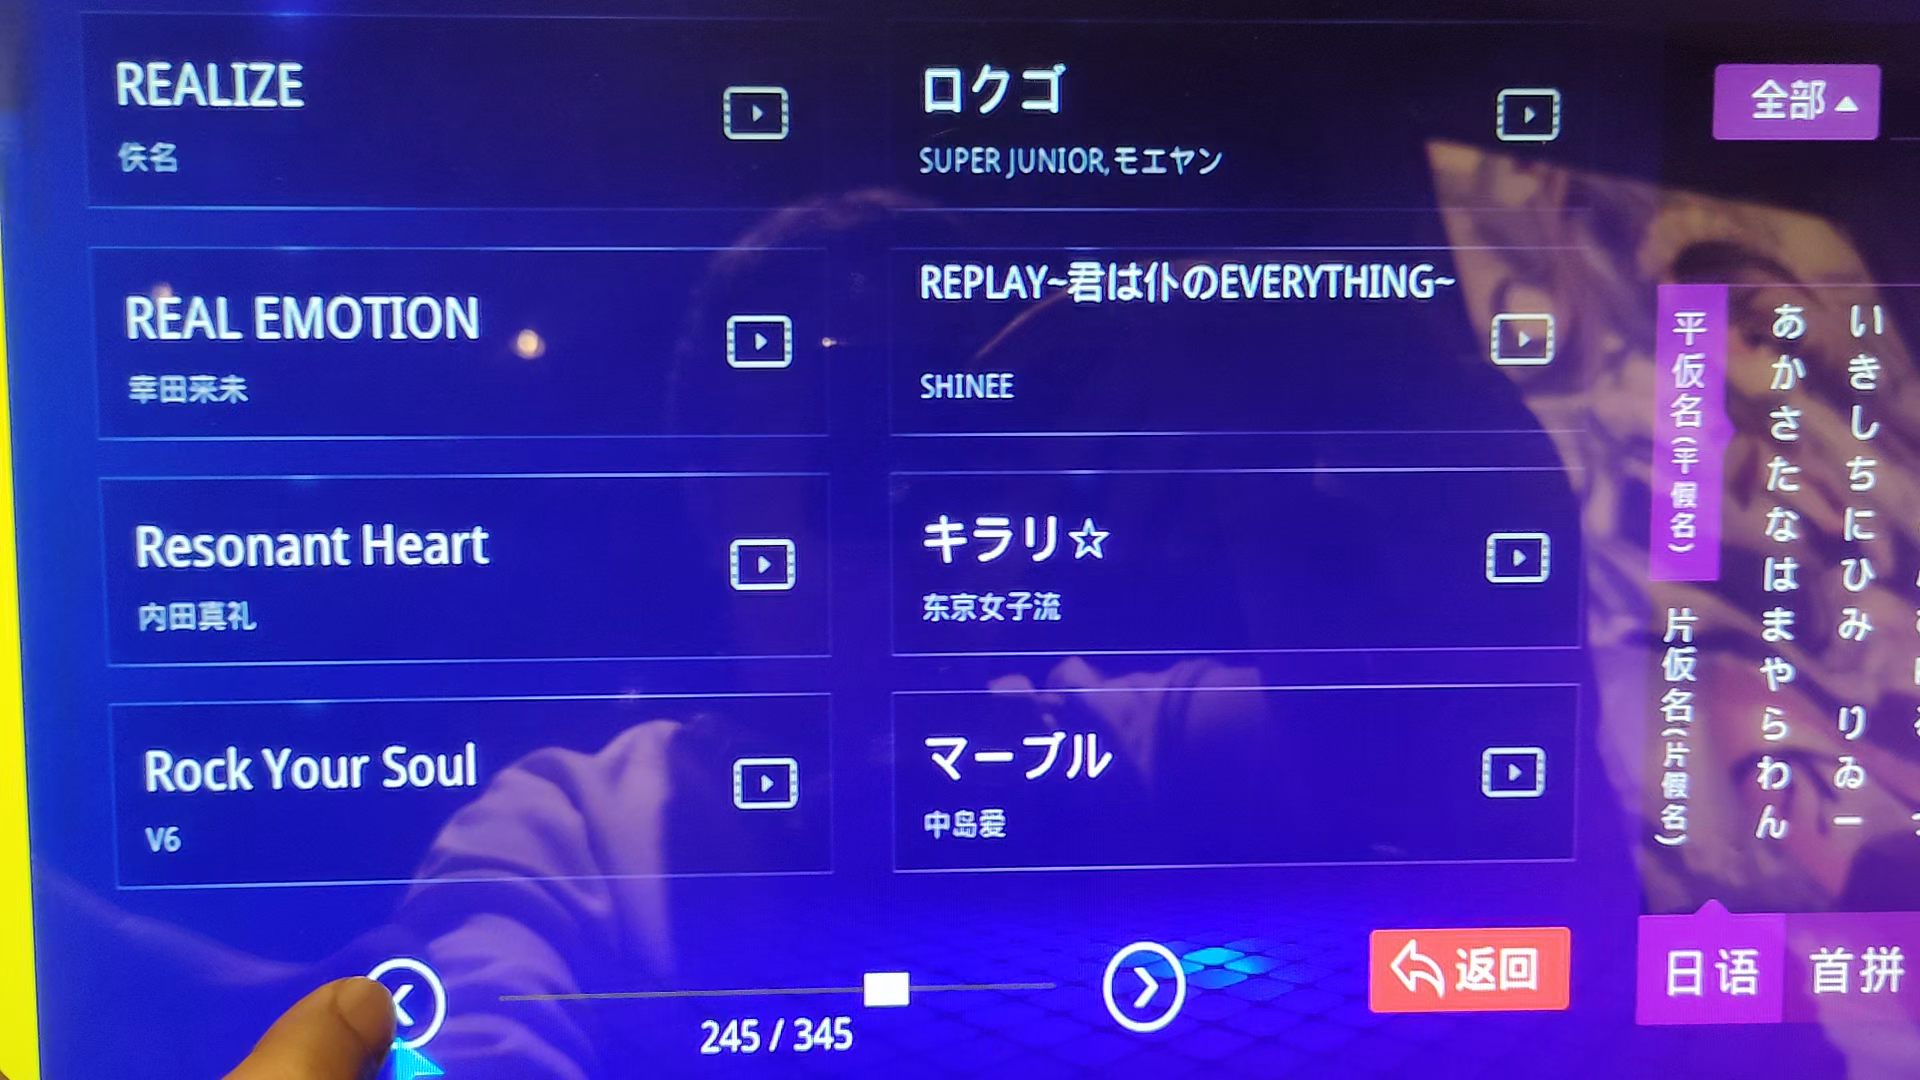 REALIZE
佚名
ロクゴ
SUPER JUNIOR,モエヤン
REAL EMOTION
幸田来未
REPLAY~君は仆のEVERYTHING~
SHINEE
Resonant Heart
内田真礼
キラリ☆
东京女子流
Rock Your Soul
V6
マーブル
中岛爱
245 / 345
返回
全部
平仮名(平假名)
片仮名(片假名)
あかさたなはまやらわん
いきしちにひみ りゐー
日语
首拼